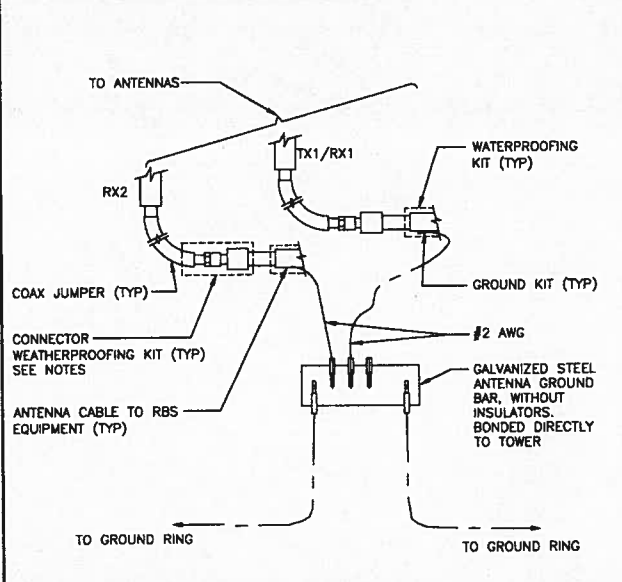 TO ANTENNAS
TX1/RX1
WATERPROOFING
KIT (TYP)
RX2
COAX JUMPER (TYP)
GROUND KIT (TYP)
CONNECTOR
WEATHERPROOFING KIT (TYP)
SEE NOTES
#2 AWG
GALVANIZED STEEL
ANTENNA GROUND
BAR, WITHOUT
INSULATORS.
BONDED DIRECTLY
TO TOWER
ANTENNA CABLE TO RBS
EQUIPMENT (TYP)
TO GROUND RING
TO GROUND RING